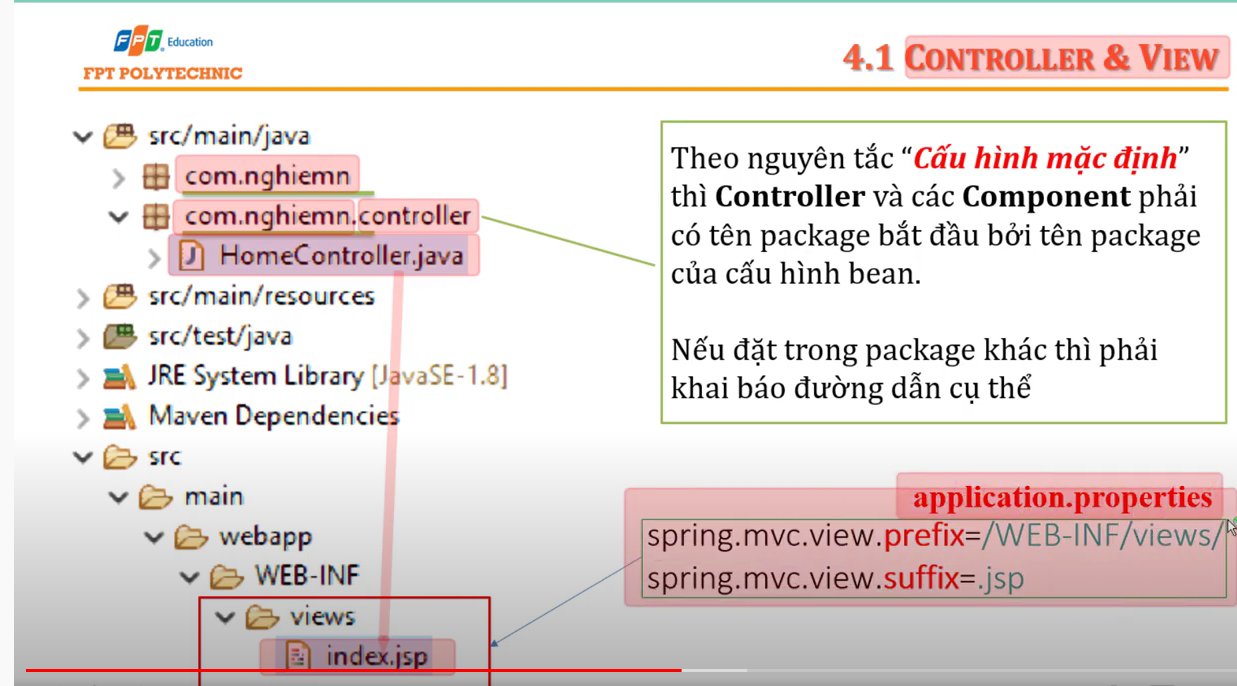 FPT Education
FPT POLYTECHNIC
4.1 CONTROLLER & VIEW
src/main/java
com.nghiemn
com.nghiemn.controller
HomeController.java
src/main/resources
src/test/java
JRE System Library [JavaSE-1.8]
Maven Dependencies
src
main
webapp
WEB-INF
views
index.jsp
Theo nguyên tắc “Cấu hình mặc định”
thì Controller và các Component phải
có tên package bắt đầu bởi tên package
của cấu hình bean.
Nếu đặt trong package khác thì phải
khai báo đường dẫn cụ thể
application.properties
spring.mvc.view.prefix=/WEB-INF/views/
spring.mvc.view.suffix=.jsp